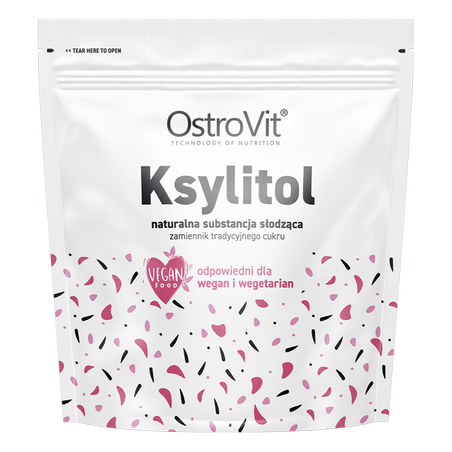 << TEAR HERE TO OPEN
OstroVit®
TECHNOLOGY OF NUTRITION
Ksylitol
naturalna substancja słodząca
zamiennik tradycyjnego cukru
VEGAN
FOOD
odpowiedni dla
wegan i wegetarian